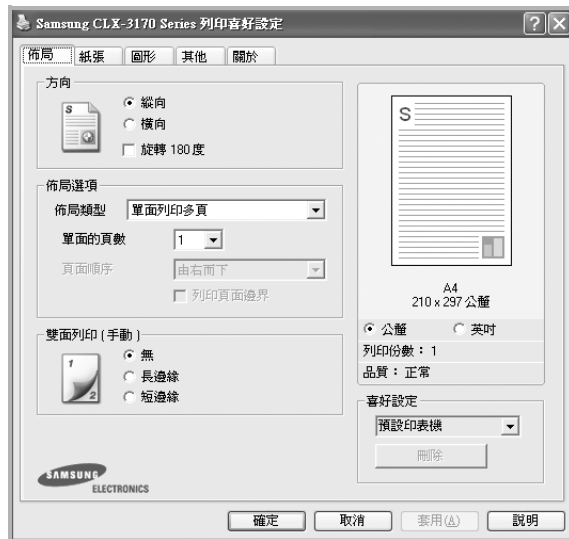 Samsung CLX-3170 Series 列印喜好設定
佈局 紙張 圖形 其他 關於
方向
S
縱向
橫向
旋轉 180 度
佈局選項
佈局類型 單面列印多頁
單面的頁數 1
頁面順序 由右而下
列印頁面邊界
雙面列印 (手動)
1
2
無
長邊緣
短邊緣
S
A4
210 x 297 公釐
公釐 英吋
列印份數：1
品質：正常
喜好設定
預設印表機
刪除
SAMSUNG
ELECTRONICS
確定 取消 套用(A) 說明